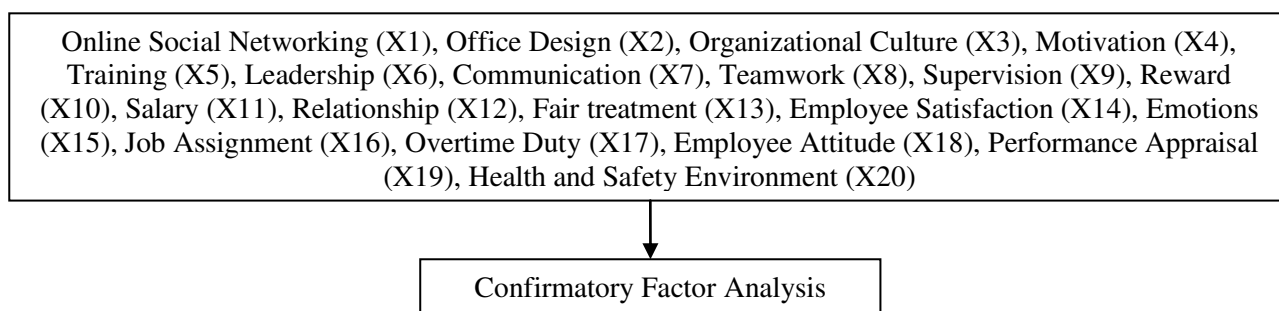 Online Social Networking (X1), Office Design (X2), Organizational Culture (X3), Motivation (X4),
Training (X5), Leadership (X6), Communication (X7), Teamwork (X8), Supervision (X9), Reward
(X10), Salary (X11), Relationship (X12), Fair treatment (X13), Employee Satisfaction (X14), Emotions
(X15), Job Assignment (X16), Overtime Duty (X17), Employee Attitude (X18), Performance Appraisal
(X19), Health and Safety Environment (X20)
Confirmatory Factor Analysis